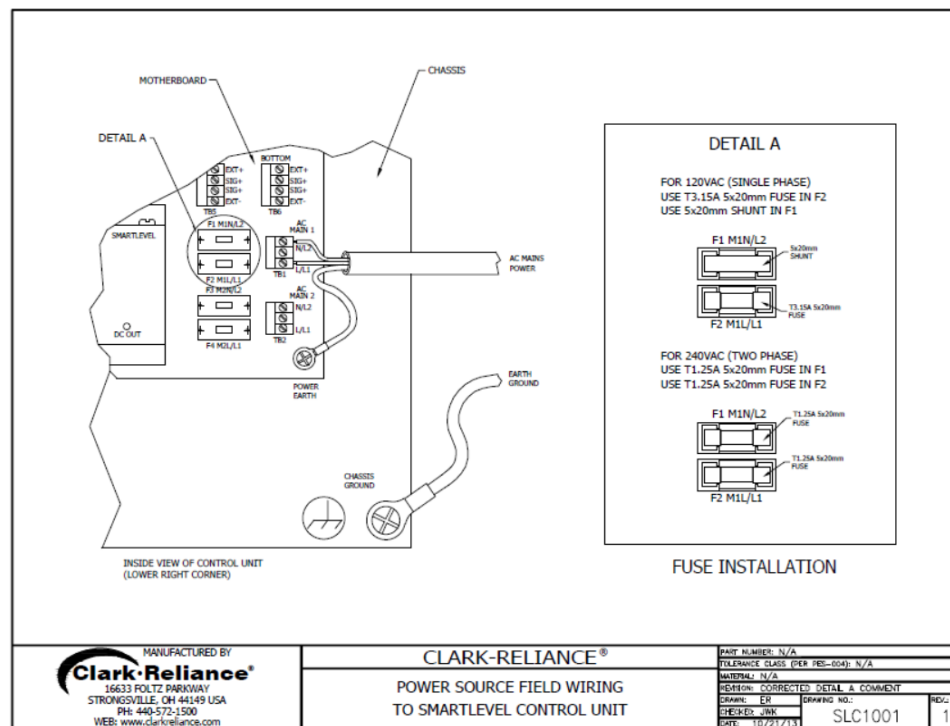 MOTHERBOARD
CHASSIS
DETAIL A
BOTTOM
EXT+
SIG+
SIG+
EXT-
TB5
EXT+
SIG+
SIG+
EXT-
TB6
SMARTLEVEL
DC OUT
F1 M1N/L2
F2 M1L/L1
F3 M2N/L2
F4 M2L/L1
AC
MAIN 1
N/L2
L/L1
TB1
AC
MAIN 2
N/L2
L/L1
TB2
AC MAINS
POWER
POWER
EARTH
EARTH
GROUND
CHASSIS
GROUND
INSIDE VIEW OF CONTROL UNIT
(LOWER RIGHT CORNER)
DETAIL A
FOR 120VAC (SINGLE PHASE)
USE T3.15A 5x20mm FUSE IN F2
USE 5x20mm SHUNT IN F1
F1 M1N/L2
5x20mm
SHUNT
T3.15A 5x20mm
FUSE
F2 M1L/L1
FOR 240VAC (TWO PHASE)
USE T1.25A 5x20mm FUSE IN F1
USE T1.25A 5x20mm FUSE IN F2
F1 M1N/L2
T1.25A 5x20mm
FUSE
T1.25A 5x20mm
FUSE
F2 M1L/L1
FUSE INSTALLATION
MANUFACTURED BY
Clark·Reliance®
16633 FOLTZ PARKWAY
STRONGSVILLE, OH 44149 USA
PH: 440-572-1500
WEB: www.clarkreliance.com
CLARK-RELIANCE®
POWER SOURCE FIELD WIRING
TO SMARTLEVEL CONTROL UNIT
PART NUMBER: N/A
TOLERANCE CLASS (PER PES-004): N/A
MATERIAL: N/A
REVISION: CORRECTED DETAIL A COMMENT
DRAWN: ER
CHECKED: JWK
DATE: 10/21/13
DRAWING NO.:
SLC1001
REV.:
1